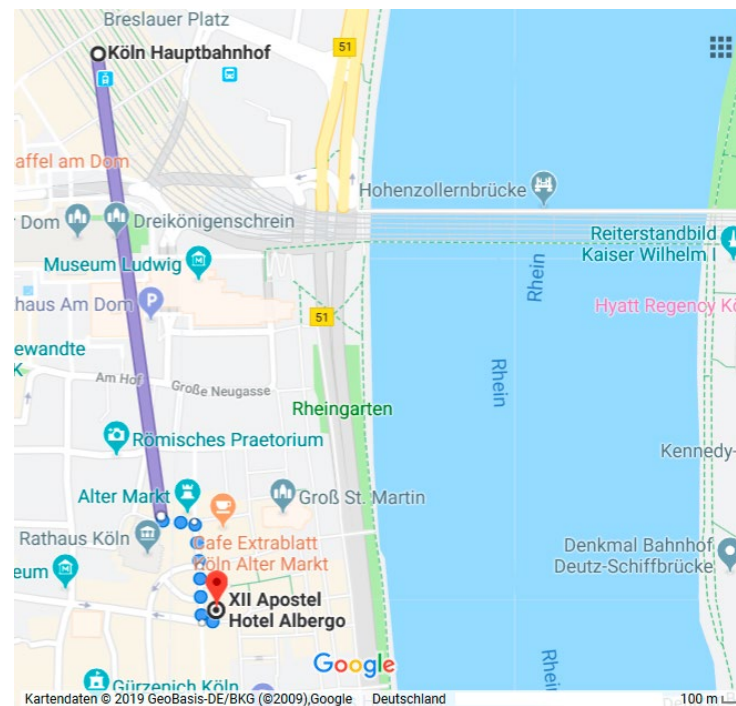 Breslauer Platz
Köln Hauptbahnhof
51
affel am Dom
Hohenzollernbrücke
Dom
Dreikönigenschrein
Reiterstandbild
Kaiser Wilhelm I
Museum Ludwig
Rhein
haus Am Dom
P
Hyatt Regency Kö
51
ewandte
K
Am Hof
Große Neugasse
Rhein
Rheingarten
Römisches Praetorium
Kennedy-
Alter Markt
Groß St. Martin
Rathaus Köln
Cafe Extrablatt
Köln Alter Markt
Denkmal Bahnhof
Deutz-Schiffbrücke
eum
XII Apostel
Hotel Albergo
Google
Gürzenich Köln
Kartendaten © 2019 GeoBasis-DE/BKG (©2009),Google
Deutschland
100 m